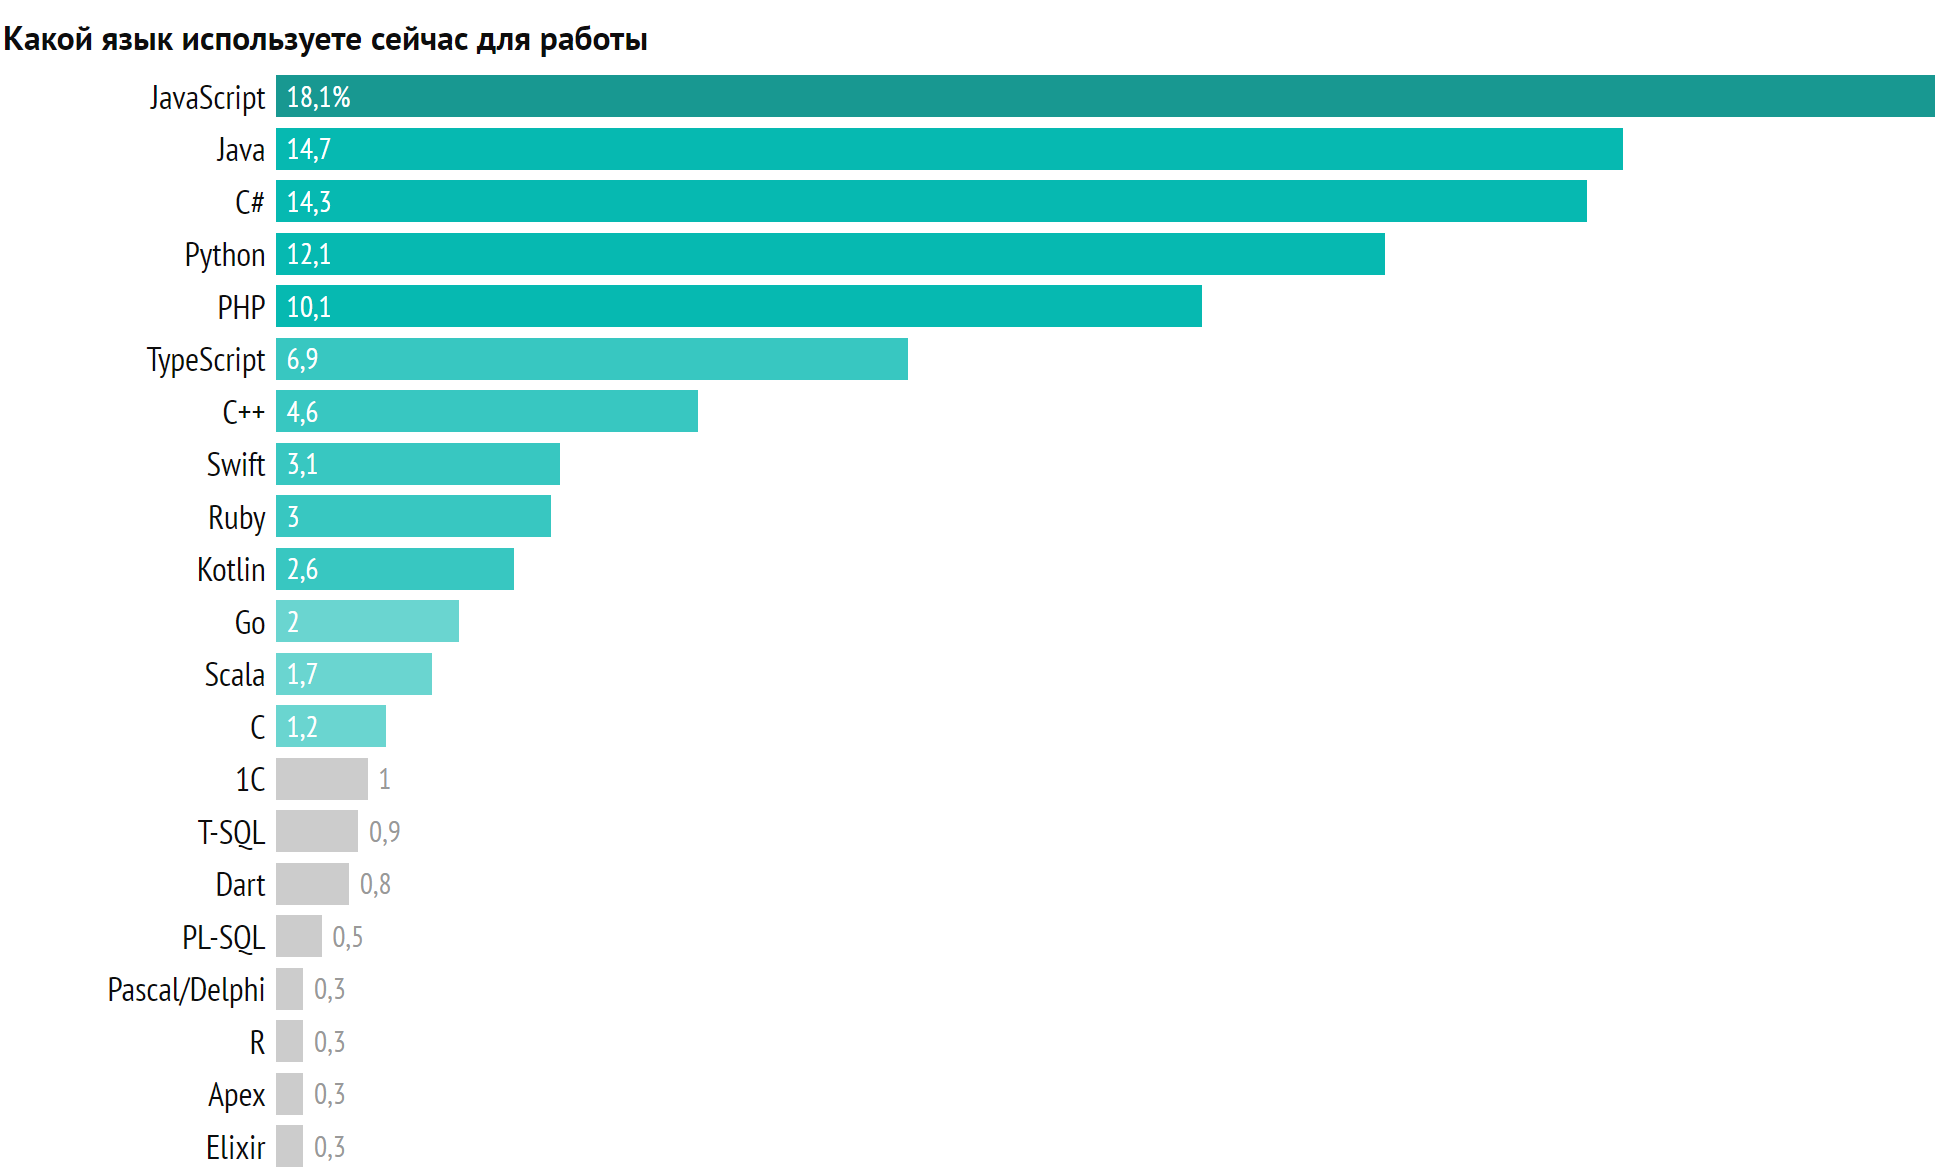 Какой язык используете сейчас для работы
JavaScript 18,1%
Java 14,7
C# 14,3
Python 12,1
PHP 10,1
TypeScript 6,9
C++ 4,6
Swift 3,1
Ruby 3
Kotlin 2,6
Go 2
Scala 1,7
C 1,2
1C 1
T-SQL 0,9
Dart 0,8
PL-SQL 0,5
Pascal/Delphi 0,3
R 0,3
Apex 0,3
Elixir 0,3